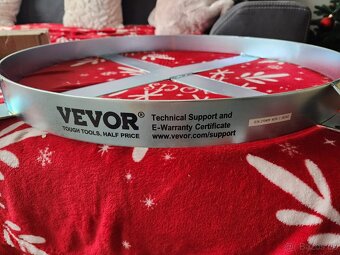 VEVOR®
TOUGH TOOLS, HALF PRICE
Technical Support and
E-Warranty Certificate
www.vevor.com/support